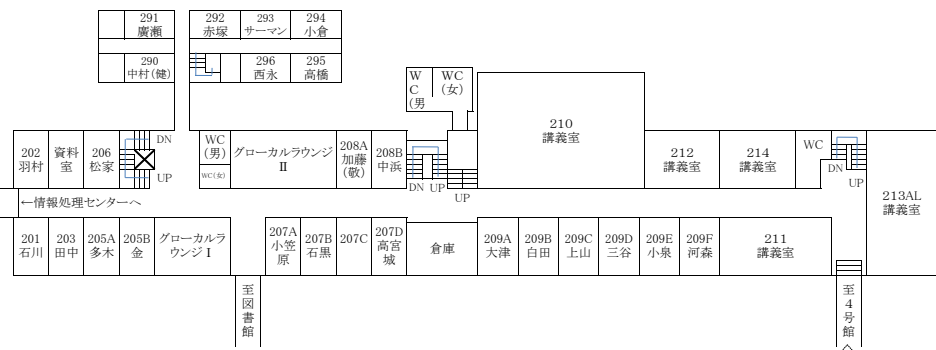 291
廣瀬
292
赤塚
293
サーマン
294
小倉
290
中村（健）
296
西永
295
高橋
W
C
（男
WC
（女）
210
講義室
202
羽村
資料
室
206
松家
DN
UP
WC
（男）
WC（女）
グローカルラウンジ
Ⅱ
208A
加藤
（敬）
208B
中浜
DN
UP
UP
212
講義室
214
講義室
WC
DN
UP
213AL
講義室
←情報処理センターへ
201
石川
203
田中
205A
多木
205B
金
グローカルラ
ウンジⅠ
207A
小笠
原
207B
石黒
207C
207D
高宮
城
倉庫
209A
大津
209B
白田
209C
上山
209D
三谷
209E
小泉
209F
河森
211
講義室
至
図
書
館
至
4
号
館